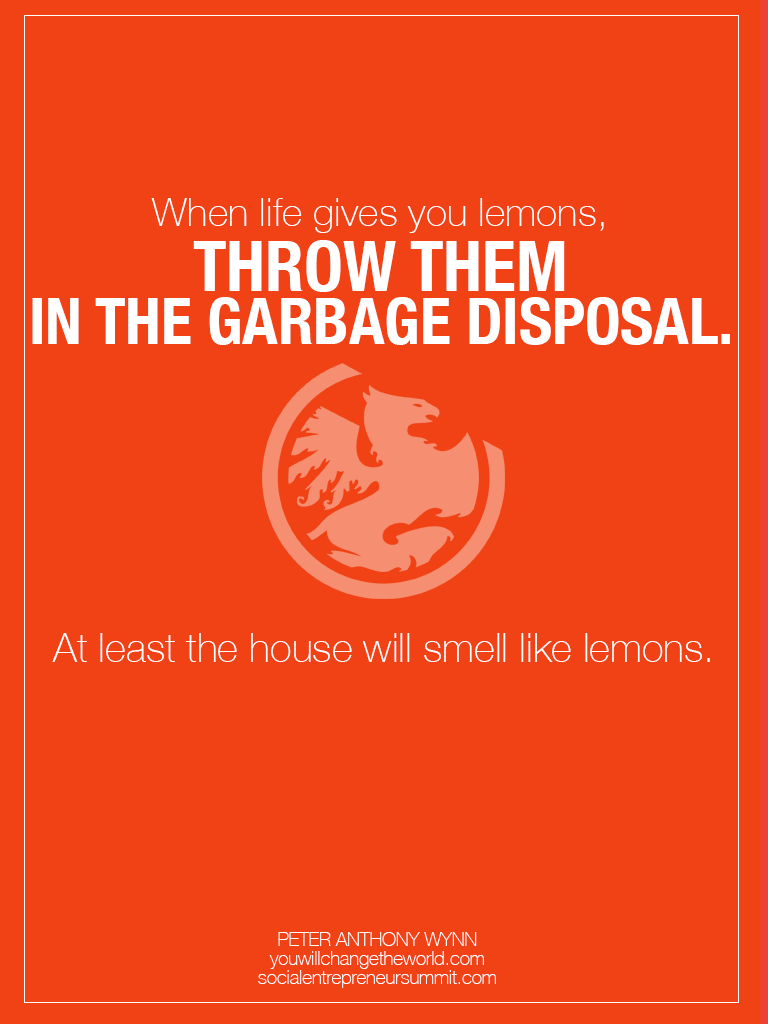 When life gives you lemons,
THROW THEM
IN THE GARBAGE DISPOSAL.
At least the house will smell like lemons.
PETER ANTHONY WYNN
youwillchangetheworld.com
socialentrepreneursummit.com